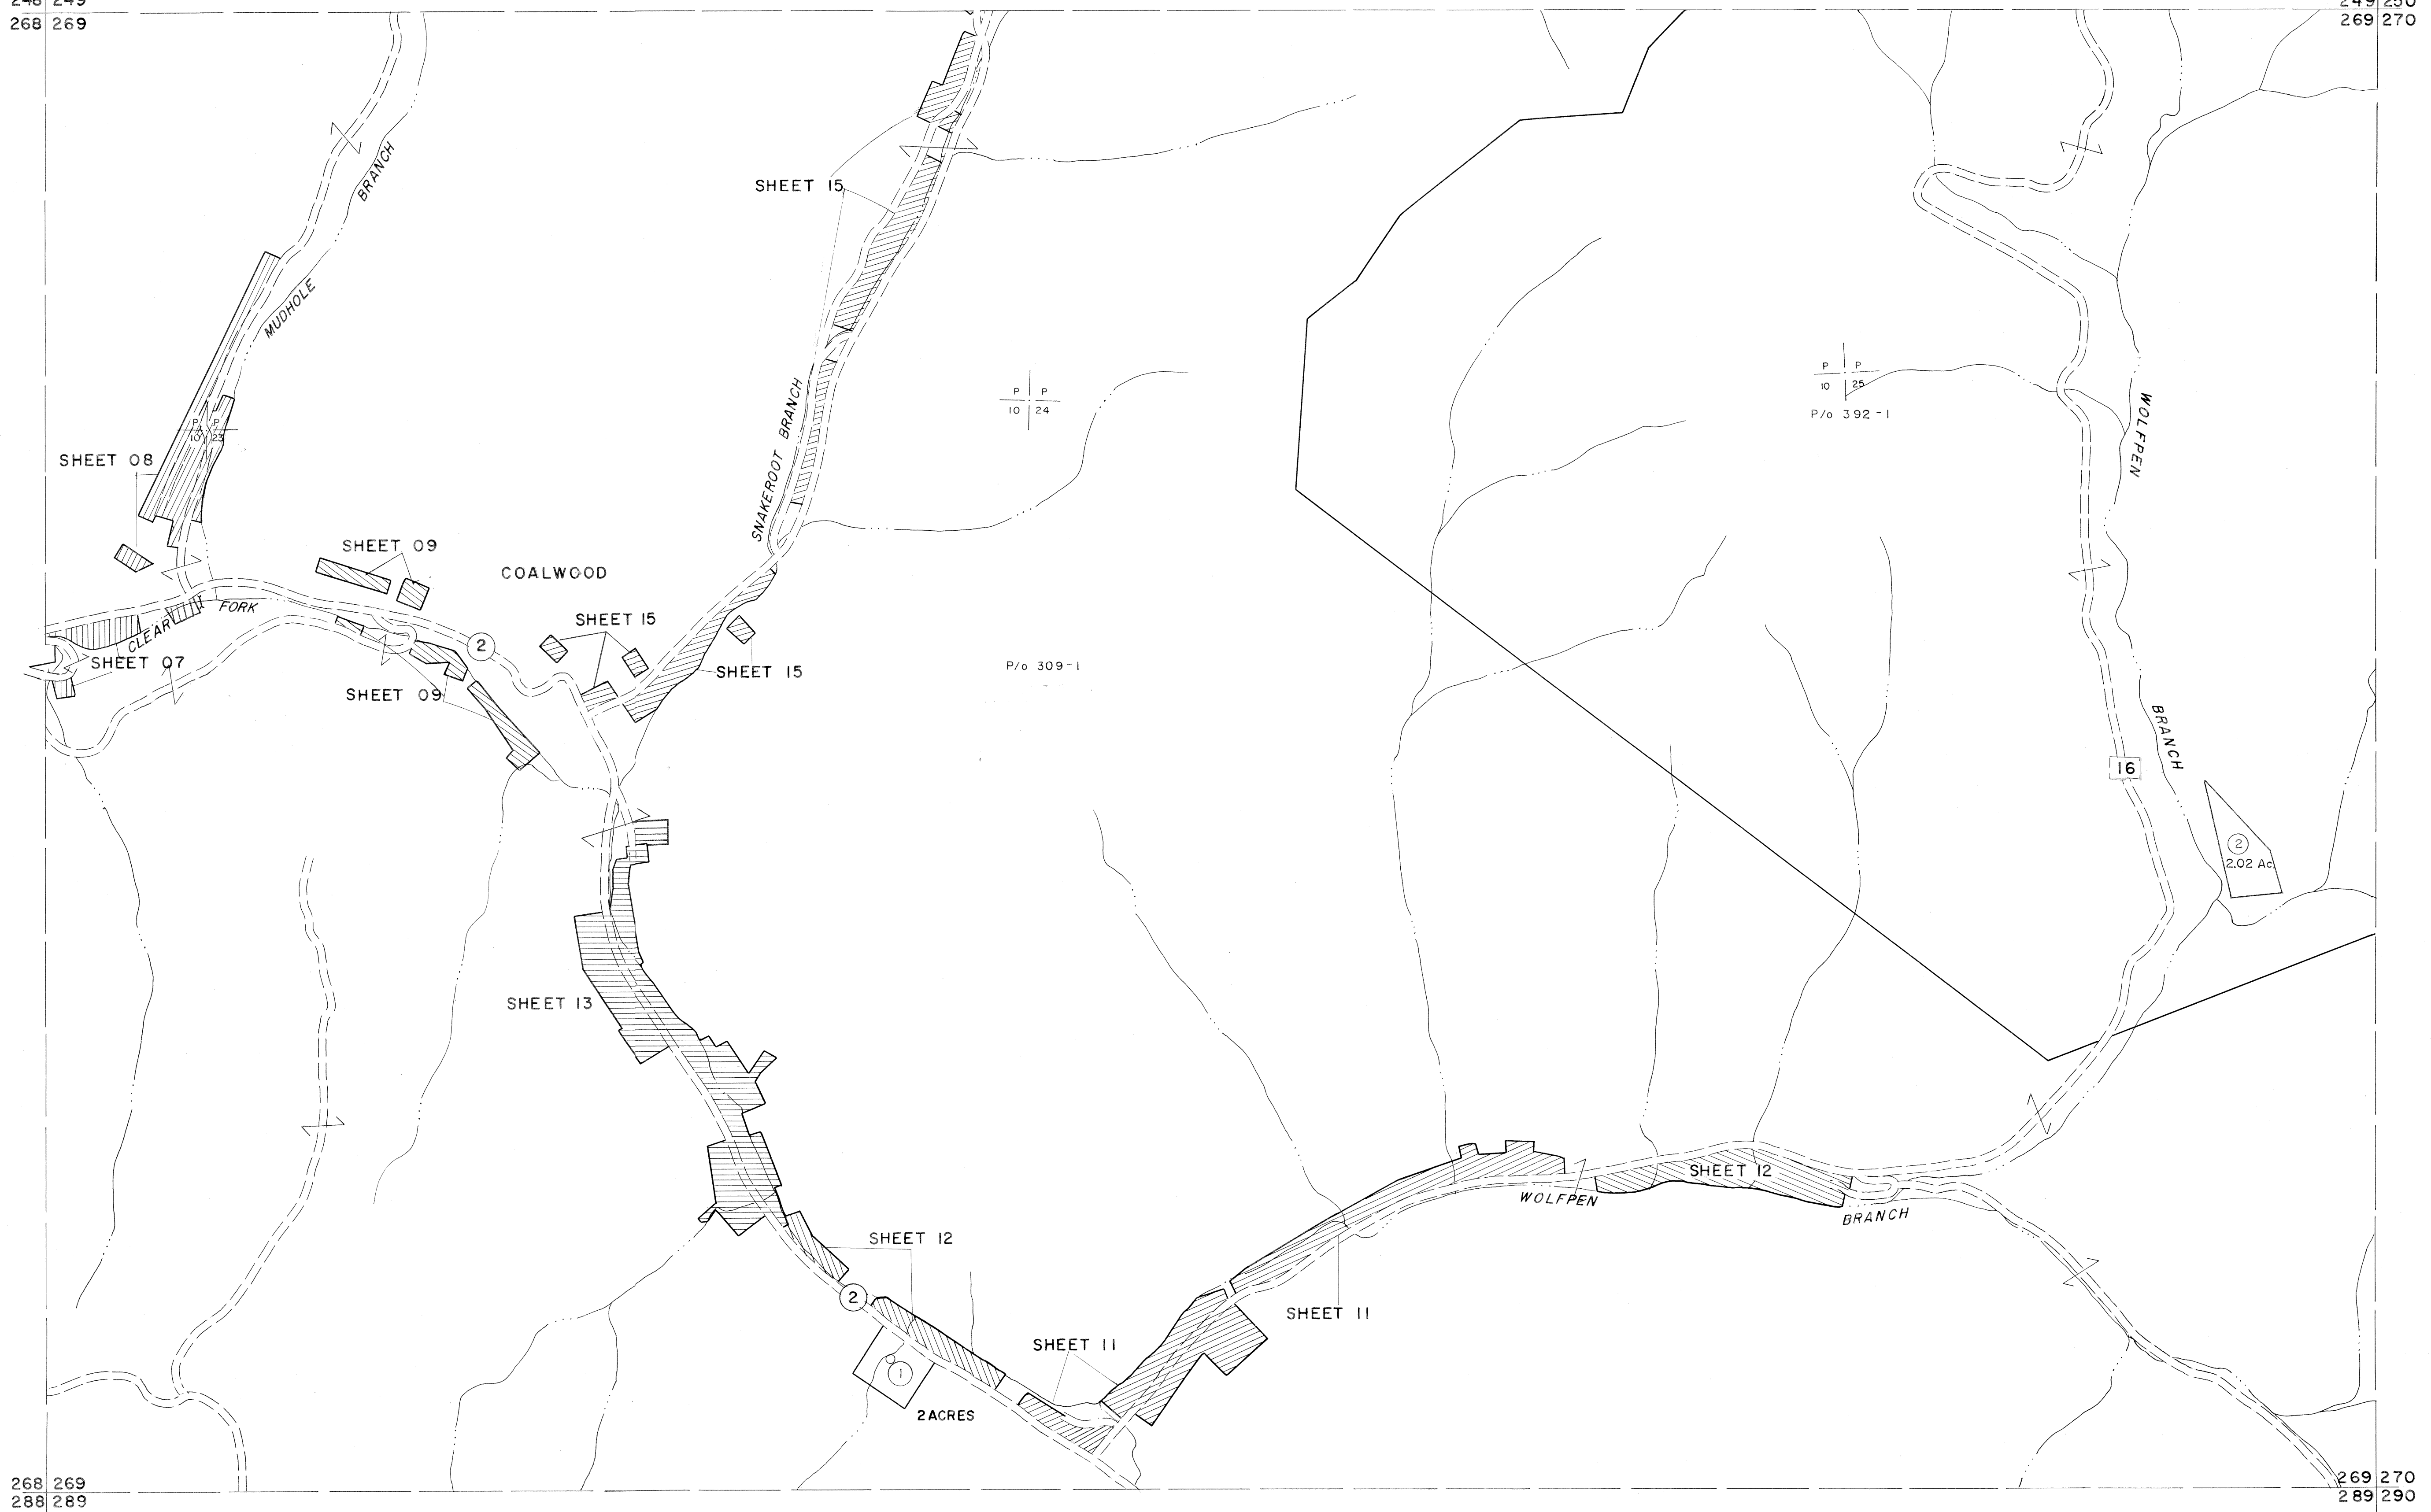 248 249
268 269
249 250
269 270
BRANCH
MUDHOLE
SHEET 15
SNAKEROOT BRANCH
P P
10 24
P P
10 25
P/o 392-1
WOLFPEN
BRANCH
P P
10 23
SHEET 08
SHEET 09
COALWOOD
FORK
CLEAR
SHEET 15
2
SHEET 07
SHEET 09
SHEET 15
P/o 309-1
16
2
2.02 Ac.
SHEET 13
SHEET 12
WOLFPEN
BRANCH
SHEET 12
2
SHEET 11
SHEET 11
1
2 ACRES
268 269
288 289
269 270
289 290